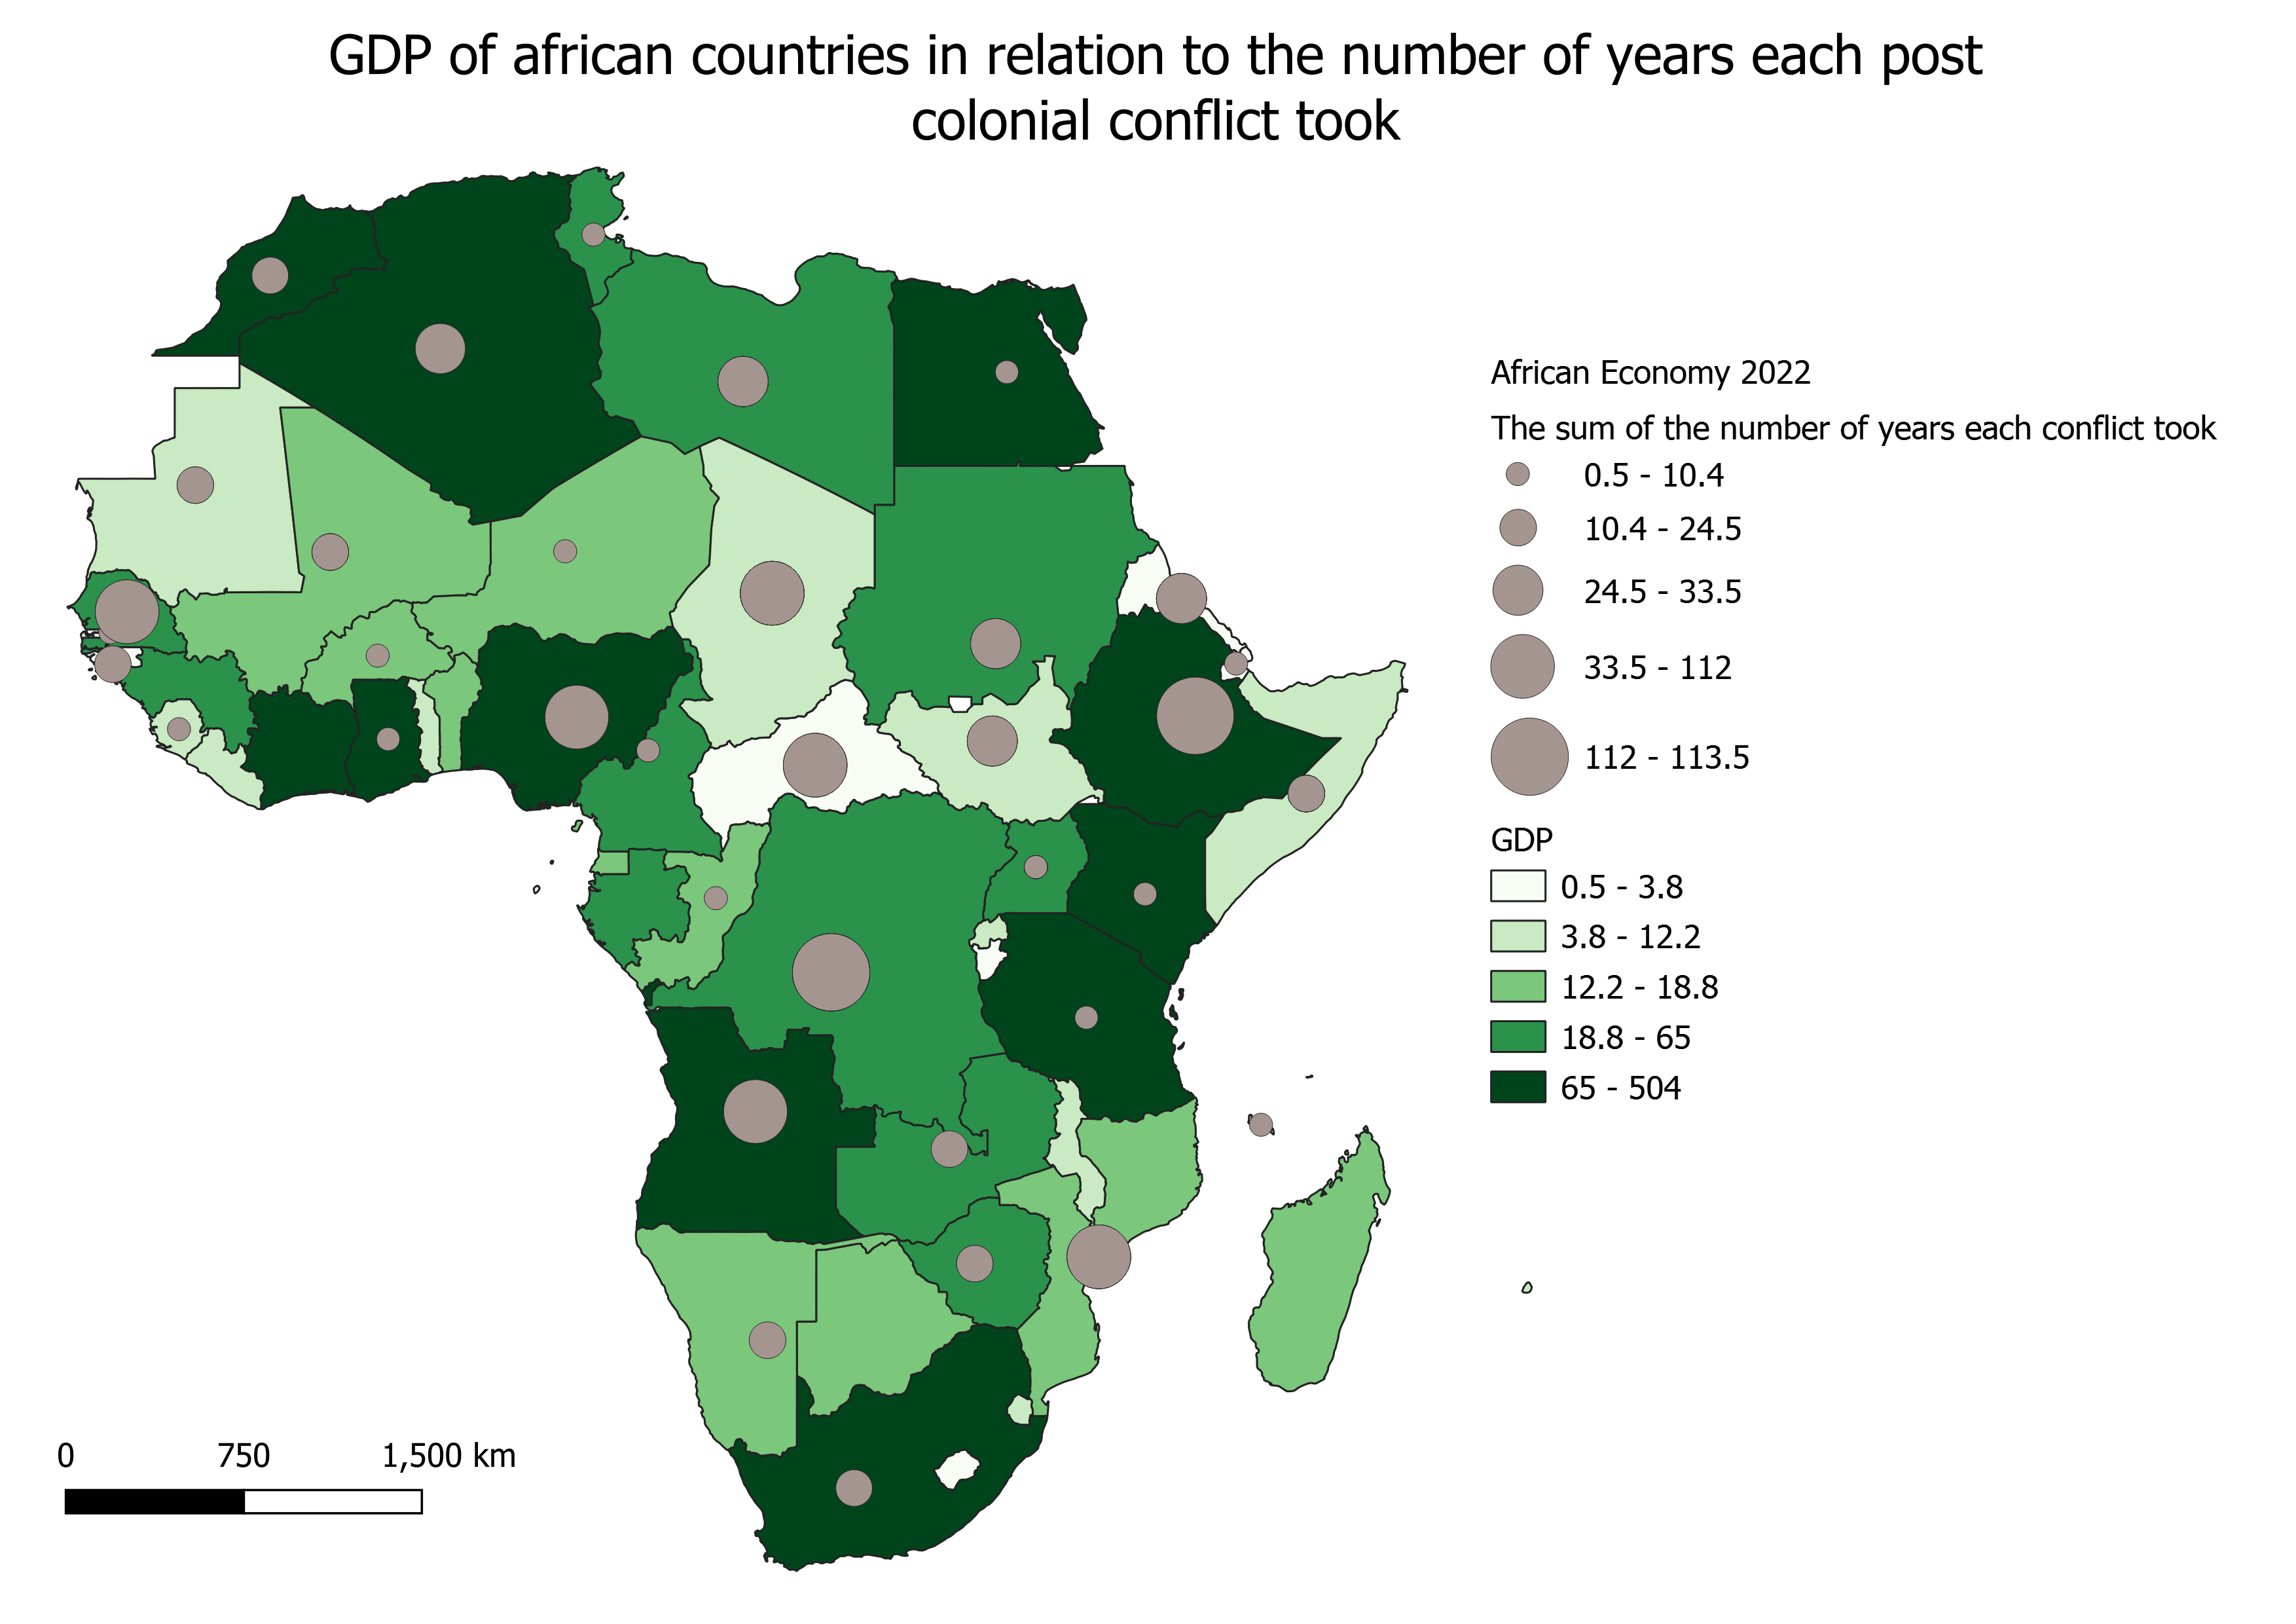 GDP of african countries in relation to the number of years each post
colonial conflict took
African Economy 2022
The sum of the number of years each conflict took
0.5 - 10.4
10.4 - 24.5
24.5 - 33.5
33.5 - 112
112 - 113.5
GDP
0.5 - 3.8
3.8 - 12.2
12.2 - 18.8
18.8 - 65
65 - 504
0 750 1,500 km